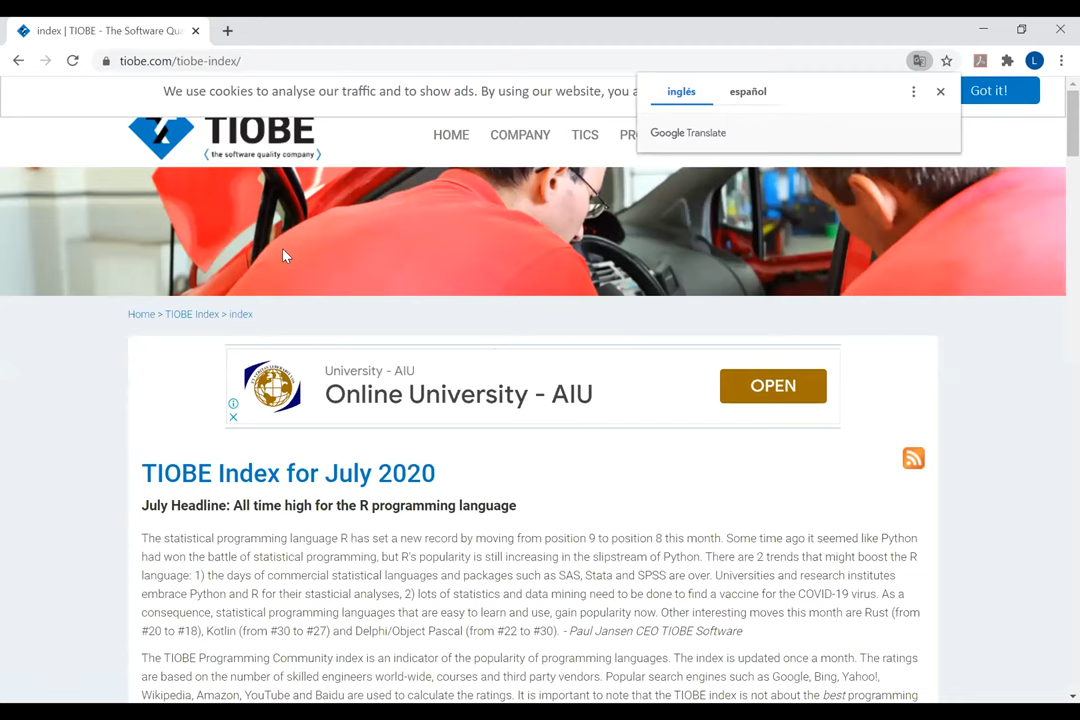 index | TIOBE - The Software Qu
tiobe.com/tiobe-index/
L
We use cookies to analyse our traffic and to show ads. By using our website, you a
Got it!
inglés español
Google Translate
TIOBE
(the software quality company)
HOME COMPANY TICS PR
Home > TIOBE Index > index
University - AIU
Online University - AIU
OPEN
TIOBE Index for July 2020
July Headline: All time high for the R programming language
The statistical programming language R has set a new record by moving from position 9 to position 8 this month. Some time ago it seemed like Python
had won the battle of statistical programming, but R's popularity is still increasing in the slipstream of Python. There are 2 trends that might boost the R
language: 1) the days of commercial statistical languages and packages such as SAS, Stata and SPSS are over. Universities and research institutes
embrace Python and R for their stasticial analyses, 2) lots of statistics and data mining need to be done to find a vaccine for the COVID-19 virus. As a
consequence, statistical programming languages that are easy to learn and use, gain popularity now. Other interesting moves this month are Rust (from
#20 to #18), Kotlin (from #30 to #27) and Delphi/Object Pascal (from #22 to #30). - Paul Jansen CEO TIOBE Software
The TIOBE Programming Community index is an indicator of the popularity of programming languages. The index is updated once a month. The ratings
are based on the number of skilled engineers world-wide, courses and third party vendors. Popular search engines such as Google, Bing, Yahoo!,
Wikipedia, Amazon, YouTube and Baidu are used to calculate the ratings. It is important to note that the TIOBE index is not about the best programming